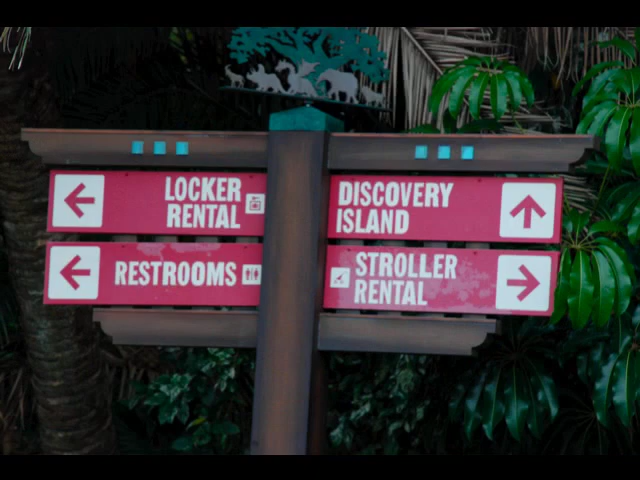 LOCKER
RENTAL
RESTROOMS
DISCOVERY
ISLAND
STROLLER
RENTAL